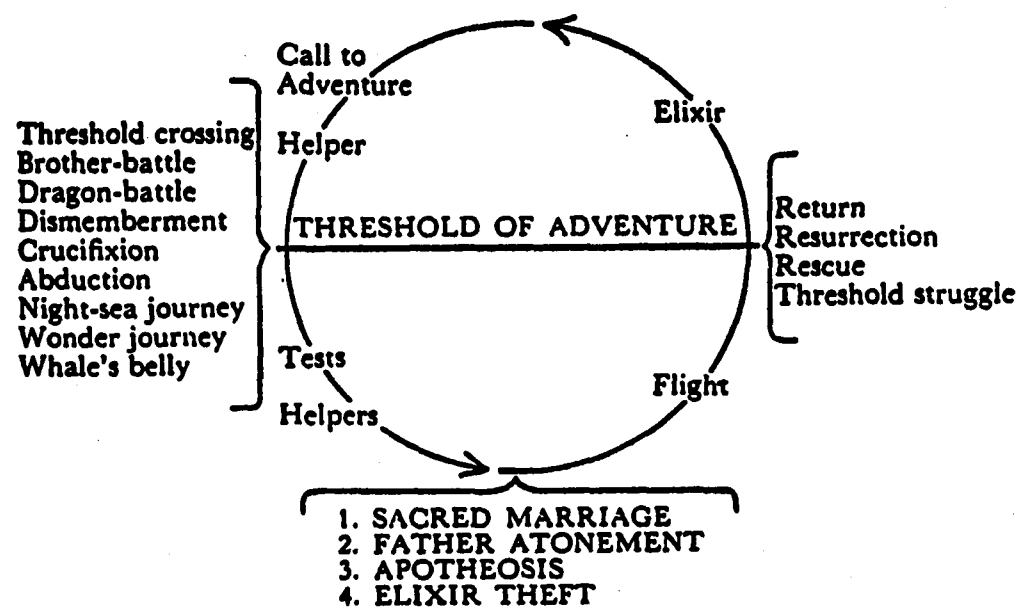 Call to
Adventure
Helper
Elixir
Threshold crossing
Brother-battle
Dragon-battle
Dismemberment
Crucifixion
Abduction
Night-sea journey
Wonder journey
Whale's belly
THRESHOLD OF ADVENTURE
Return
Resurrection
Rescue
Threshold struggle
Tests
Helpers
Flight
1. SACRED MARRIAGE
2. FATHER ATONEMENT
3. APOTHEOSIS
4. ELIXIR THEFT